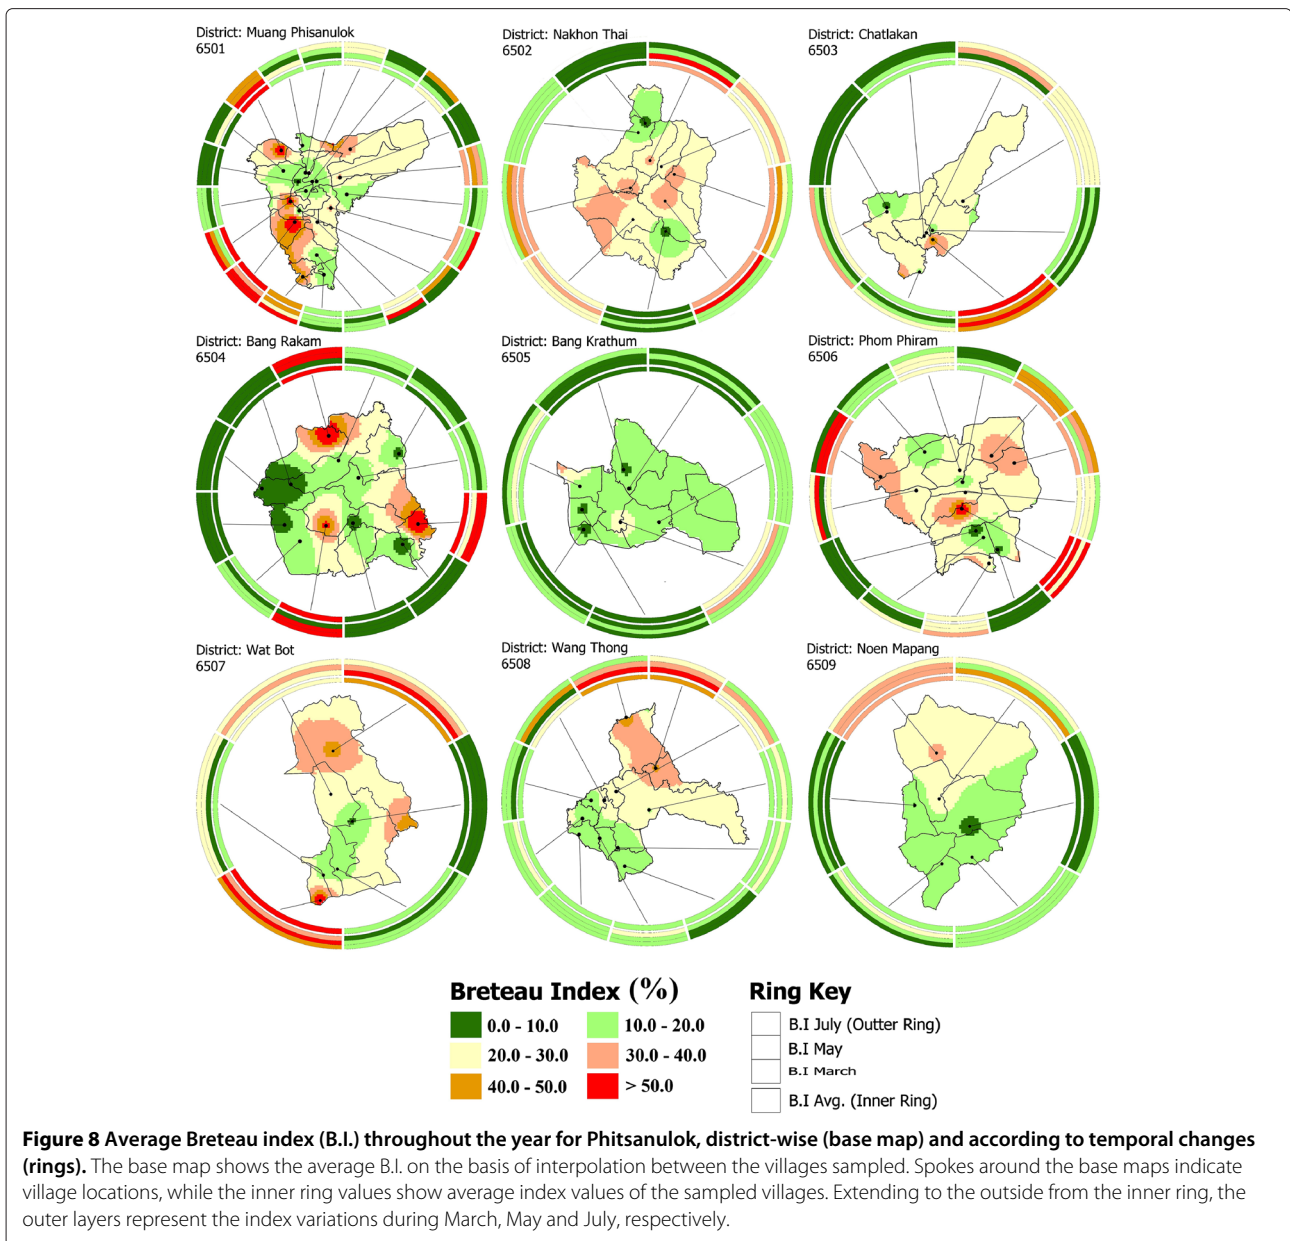 District: Muang Phisanulok
6501
District: Nakhon Thai
6502
District: Chatlakan
6503
District: Bang Rakam
6504
District: Bang Krathum
6505
District: Phom Phiram
6506
District: Wat Bot
6507
District: Wang Thong
6508
District: Noen Mapang
6509
Breteau Index (%)
0.0 - 10.0
10.0 - 20.0
20.0 - 30.0
30.0 - 40.0
40.0 - 50.0
> 50.0
Ring Key
B.I July (Outter Ring)
B.I May
B.I March
B.I Avg. (Inner Ring)
Figure 8 Average Breteau index (B.I.) throughout the year for Phitsanulok, district-wise (base map) and according to temporal changes
(rings). The base map shows the average B.I. on the basis of interpolation between the villages sampled. Spokes around the base maps indicate
village locations, while the inner ring values show average index values of the sampled villages. Extending to the outside from the inner ring, the
outer layers represent the index variations during March, May and July, respectively.